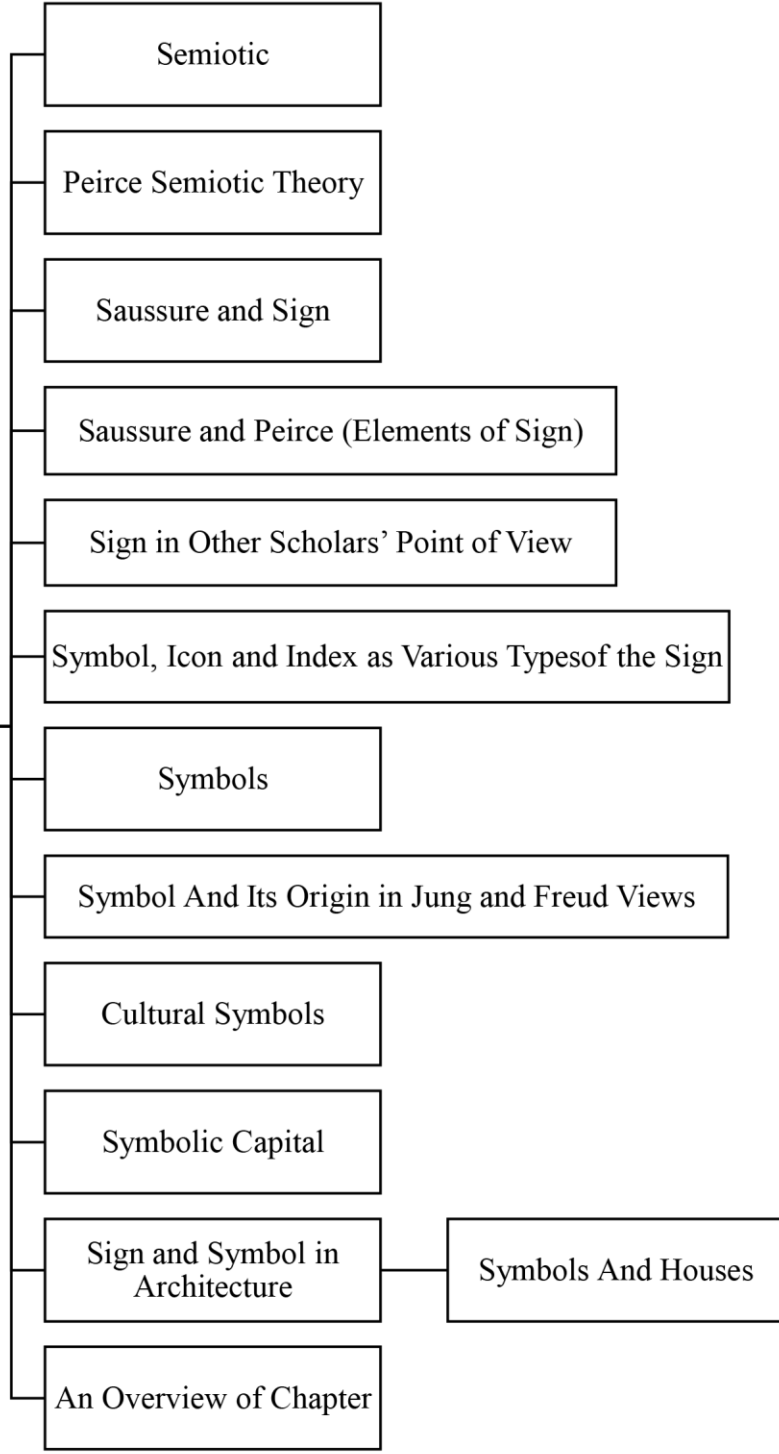 Semiotic
Peirce Semiotic Theory
Saussure and Sign
Saussure and Peirce (Elements of Sign)
Sign in Other Scholars’ Point of View
Symbol, Icon and Index as Various Typesof the Sign
Symbols
Symbol And Its Origin in Jung and Freud Views
Cultural Symbols
Symbolic Capital
Sign and Symbol in
Architecture
Symbols And Houses
An Overview of Chapter